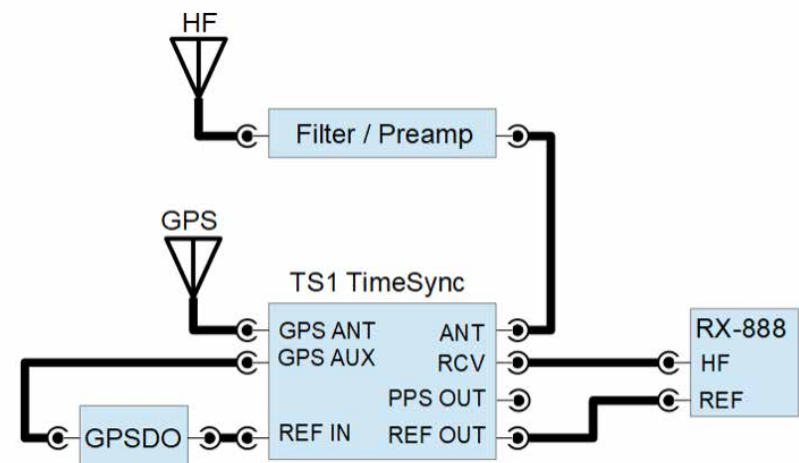 HF
Filter / Preamp
GPS
TS1 TimeSync
GPS ANT
ANT
GPS AUX
RCV
PPS OUT
REF IN
REF OUT
GPSDO
RX-888
HF
REF